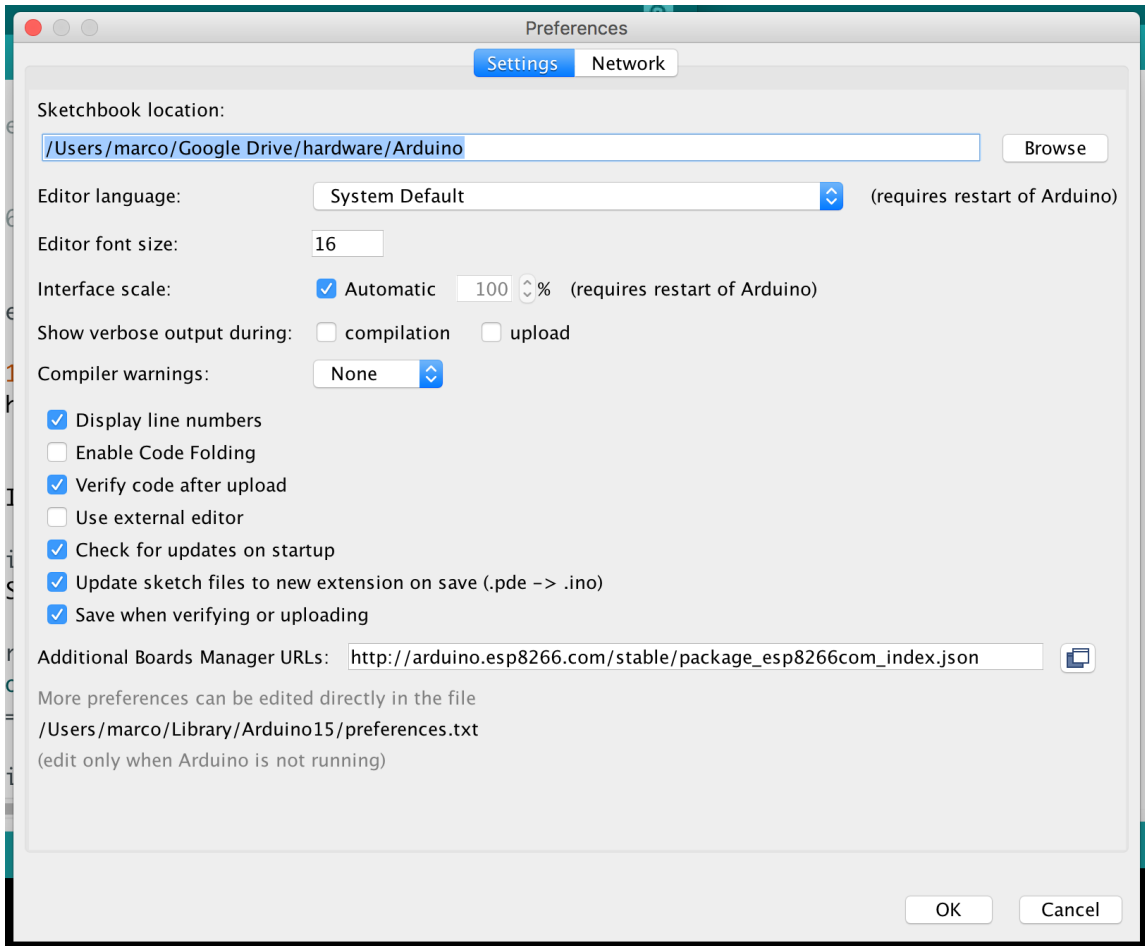 Preferences
Settings Network
Sketchbook location:
/Users/marco/Google Drive/hardware/Arduino Browse
Editor language: System Default (requires restart of Arduino)
Editor font size: 16
Interface scale: Automatic 100 % (requires restart of Arduino)
Show verbose output during: compilation upload
Compiler warnings: None
Display line numbers
Enable Code Folding
Verify code after upload
Use external editor
Check for updates on startup
Update sketch files to new extension on save (.pde -> .ino)
Save when verifying or uploading
Additional Boards Manager URLs: http://arduino.esp8266.com/stable/package_esp8266com_index.json
More preferences can be edited directly in the file
/Users/marco/Library/Arduino15/preferences.txt
(edit only when Arduino is not running)
OK Cancel